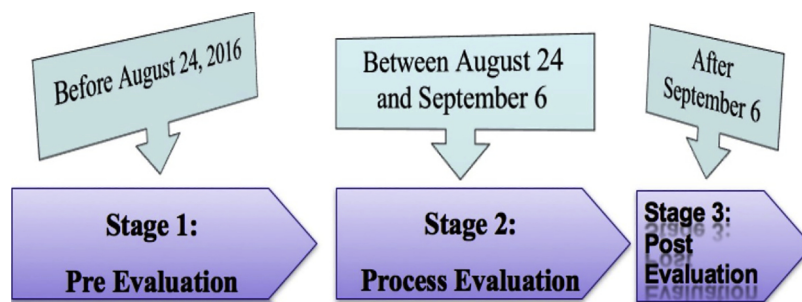 Before August 24, 2016
Between August 24
and September 6
After
September 6
Stage 1:
Pre Evaluation
Stage 2:
Process Evaluation
Stage 3:
Post
Evaluation